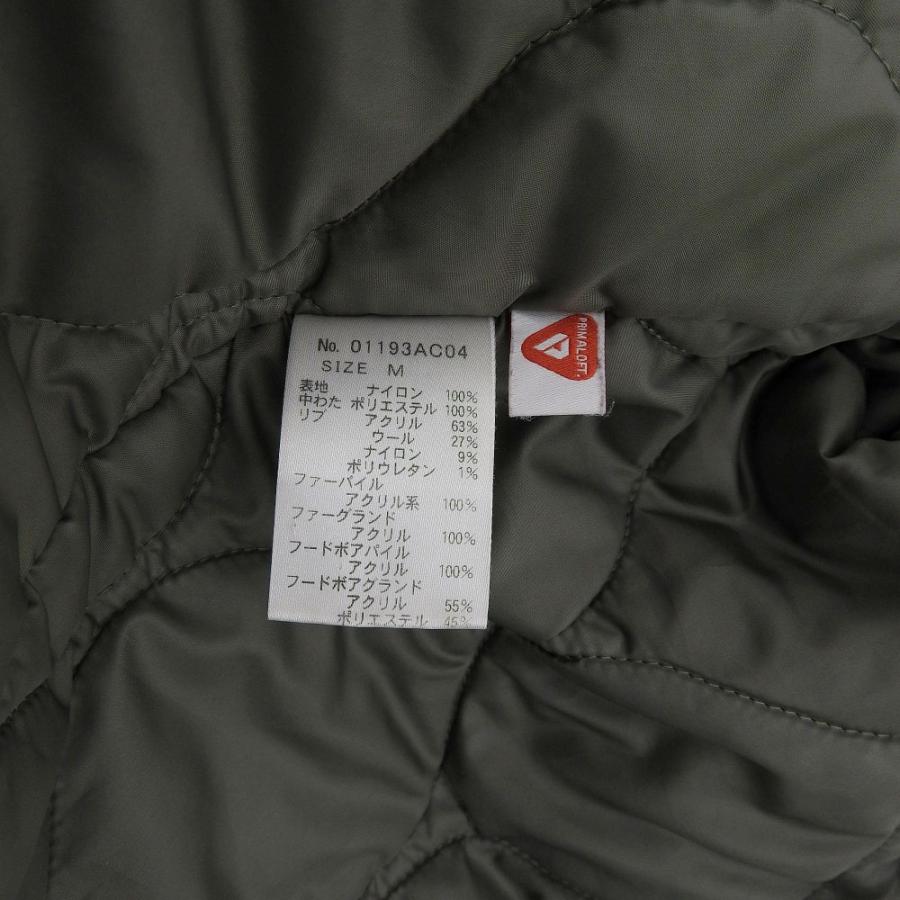 No. 01193AC04
SIZE M
表地 ナイロン 100%
中わた ポリエステル 100%
リブ アクリル 63%
ウール 27%
ナイロン 9%
ポリウレタン 1%
ファーパイル
アクリル系 100%
ファーグランド
アクリル 100%
フードボアパイル
アクリル 100%
フードボアグランド
アクリル 55%
ポリエステル 45%
PRIMALOFT.